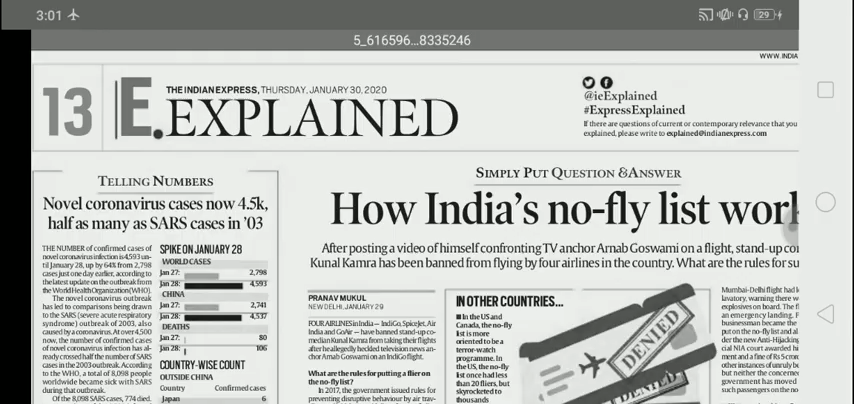 3:01
29
5_616596...8335246
WWW.INDIA
13
E.EXPLAINED
THE INDIAN EXPRESS, THURSDAY, JANUARY 30, 2020
@ieExplained
#ExpressExplained
If there are questions of current or contemporary relevance that you
explained, please write to explained@indianexpress.com
TELLING NUMBERS
Novel coronavirus cases now 4.5k,
half as many as SARS cases in '03
THE NUMBER of confirmed cases of
novel coronavirus infection is 4,593 un-
til January 28, up by 64% from 2,798
cases just one day earlier, according to
the latest update on the outbreak from
the World Health Organization (WHO).
The novel coronavirus outbreak
has led to comparisons being drawn
to the SARS (severe acute respiratory
syndrome) outbreak of 2003, also
caused by a coronavirus. At over 4,500
now, the number of confirmed cases
of novel coronavirus infection has al-
ready crossed half the number of SARS
cases in the 2003 outbreak. According
to the WHO, a total of 8,098 people
worldwide became sick with SARS
during that outbreak.
Of the 8,098 SARS cases, 774 died.
SPIKE ON JANUARY 28
WORLD CASES
Jan 27: 2,798
Jan 28: 4,593
CHINA
Jan 27: 2,741
Jan 28: 4,537
DEATHS
Jan 27: 80
Jan 28: 106
COUNTRY-WISE COUNT
OUTSIDE CHINA
Country Confirmed cases
Japan 6
SIMPLY PUT QUESTION & ANSWER
How India's no-fly list work
After posting a video of himself confronting TV anchor Arnab Goswami on a flight, stand-up co
Kunal Kamra has been banned from flying by four airlines in the country. What are the rules for su
PRANAV MUKUL
NEW DELHI, JANUARY 29
FOUR AIRLINES in India — IndiGo, SpiceJet, Air
India and GoAir — have banned stand-up co-
median Kunal Kamra from taking their flights
after he allegedly heckled television news an-
chor Arnab Goswami on an IndiGo flight.
What are the rules for putting a flier on
the no-fly list?
In 2017, the government issued rules for
preventing disruptive behaviour by air trav-
IN OTHER COUNTRIES...
In the US and
Canada, the no-fly
list is more
oriented to be a
terror-watch
programme. In
the US, the no-fly
list once had less
than 20 fliers, but
skyrocketed to
thousands
DENIED
DENIED
Mumbai-Delhi flight had l
lavatory, warning there w
explosives on board. The fl
an emergency landing. F
businessman became the
put on the no-fly list and al
der the new Anti-Hijacking
cial NIA court awarded hi
ment and a fine of Rs 5 cro
other instances of unruly be
but neither the concerne
government has moved
such passengers on the no